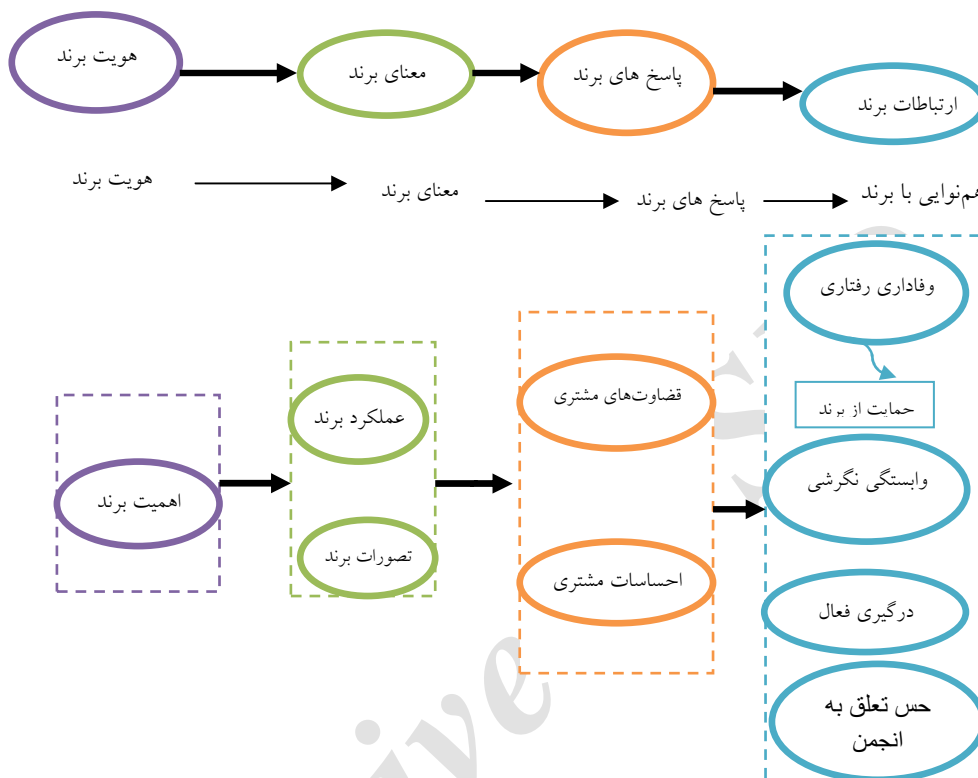 هویت برند
معنای برند
پاسخ های برند
ارتباطات برند
هویت برند
معنای برند
پاسخ های برند
هم‌نوایی با برند
وفاداری رفتاری
حمایت از برند
قضاوت‌های مشتری
عملکرد برند
وابستگی نگرشی
اهمیت برند
تصورات برند
احساسات مشتری
درگیری فعال
حس تعلق به
انجمن
ive